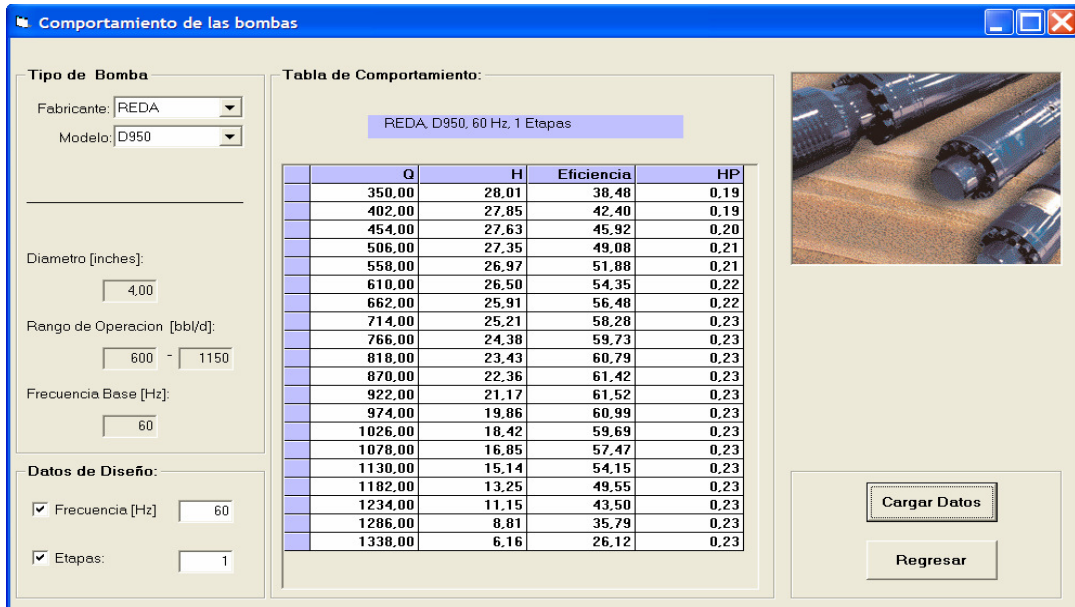 Comportamiento de las bombas
Tipo de Bomba
Fabricante: REDA
Modelo: D950
Diametro [inches]:
4,00
Rango de Operacion [bbl/d]:
600 - 1150
Frecuencia Base [Hz]:
60
Datos de Diseño:
Frecuencia [Hz] 60
Etapas: 1
Tabla de Comportamiento:
REDA, D950, 60 Hz, 1 Etapas
Q H Eficiencia HP
350,00 28,01 38,48 0,19
402,00 27,85 42,40 0,19
454,00 27,63 45,92 0,20
506,00 27,35 49,08 0,21
558,00 26,97 51,88 0,21
610,00 26,50 54,35 0,22
662,00 25,91 56,48 0,22
714,00 25,21 58,28 0,23
766,00 24,38 59,73 0,23
818,00 23,43 60,79 0,23
870,00 22,36 61,42 0,23
922,00 21,17 61,52 0,23
974,00 19,86 60,99 0,23
1026,00 18,42 59,69 0,23
1078,00 16,85 57,47 0,23
1130,00 15,14 54,15 0,23
1182,00 13,25 49,55 0,23
1234,00 11,15 43,50 0,23
1286,00 8,81 35,79 0,23
1338,00 6,16 26,12 0,23
Cargar Datos
Regresar